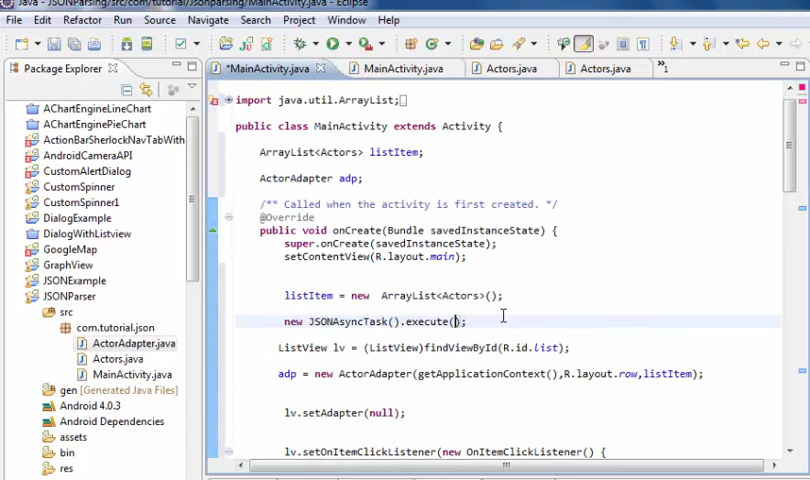 Java - JSONParsing/src/com/tutorial/Jsonparsing/MainActivity.java - Eclipse
File Edit Refactor Run Source Navigate Search Project Window Help
Package Explorer
*MainActivity.java MainActivity.java Actors.java Actors.java »1
AChartEngineLineChart
AChartEnginePieChart
ActionBarSherlockNavTabWith
AndroidCameraAPI
CustomAlertDialog
CustomSpinner
CustomSpinner1
DialogExample
DialogWithListview
GoogleMap
GraphView
JSONExample
JSONParser
src
com.tutorial.json
ActorAdapter.java
Actors.java
MainActivity.java
gen [Generated Java Files]
Android 4.0.3
Android Dependencies
assets
bin
res
import java.util.ArrayList;
public class MainActivity extends Activity {
ArrayList<Actors> listItem;
ActorAdapter adp;
/** Called when the activity is first created. */
@Override
public void onCreate(Bundle savedInstanceState) {
super.onCreate(savedInstanceState);
setContentView(R.layout.main);
listItem = new ArrayList<Actors>();
new JSONAsyncTask().execute();
ListView lv = (ListView)findViewById(R.id.list);
adp = new ActorAdapter(getApplicationContext(),R.layout.row,listItem);
lv.setAdapter(null);
lv.setOnItemClickListener(new OnItemClickListener() {